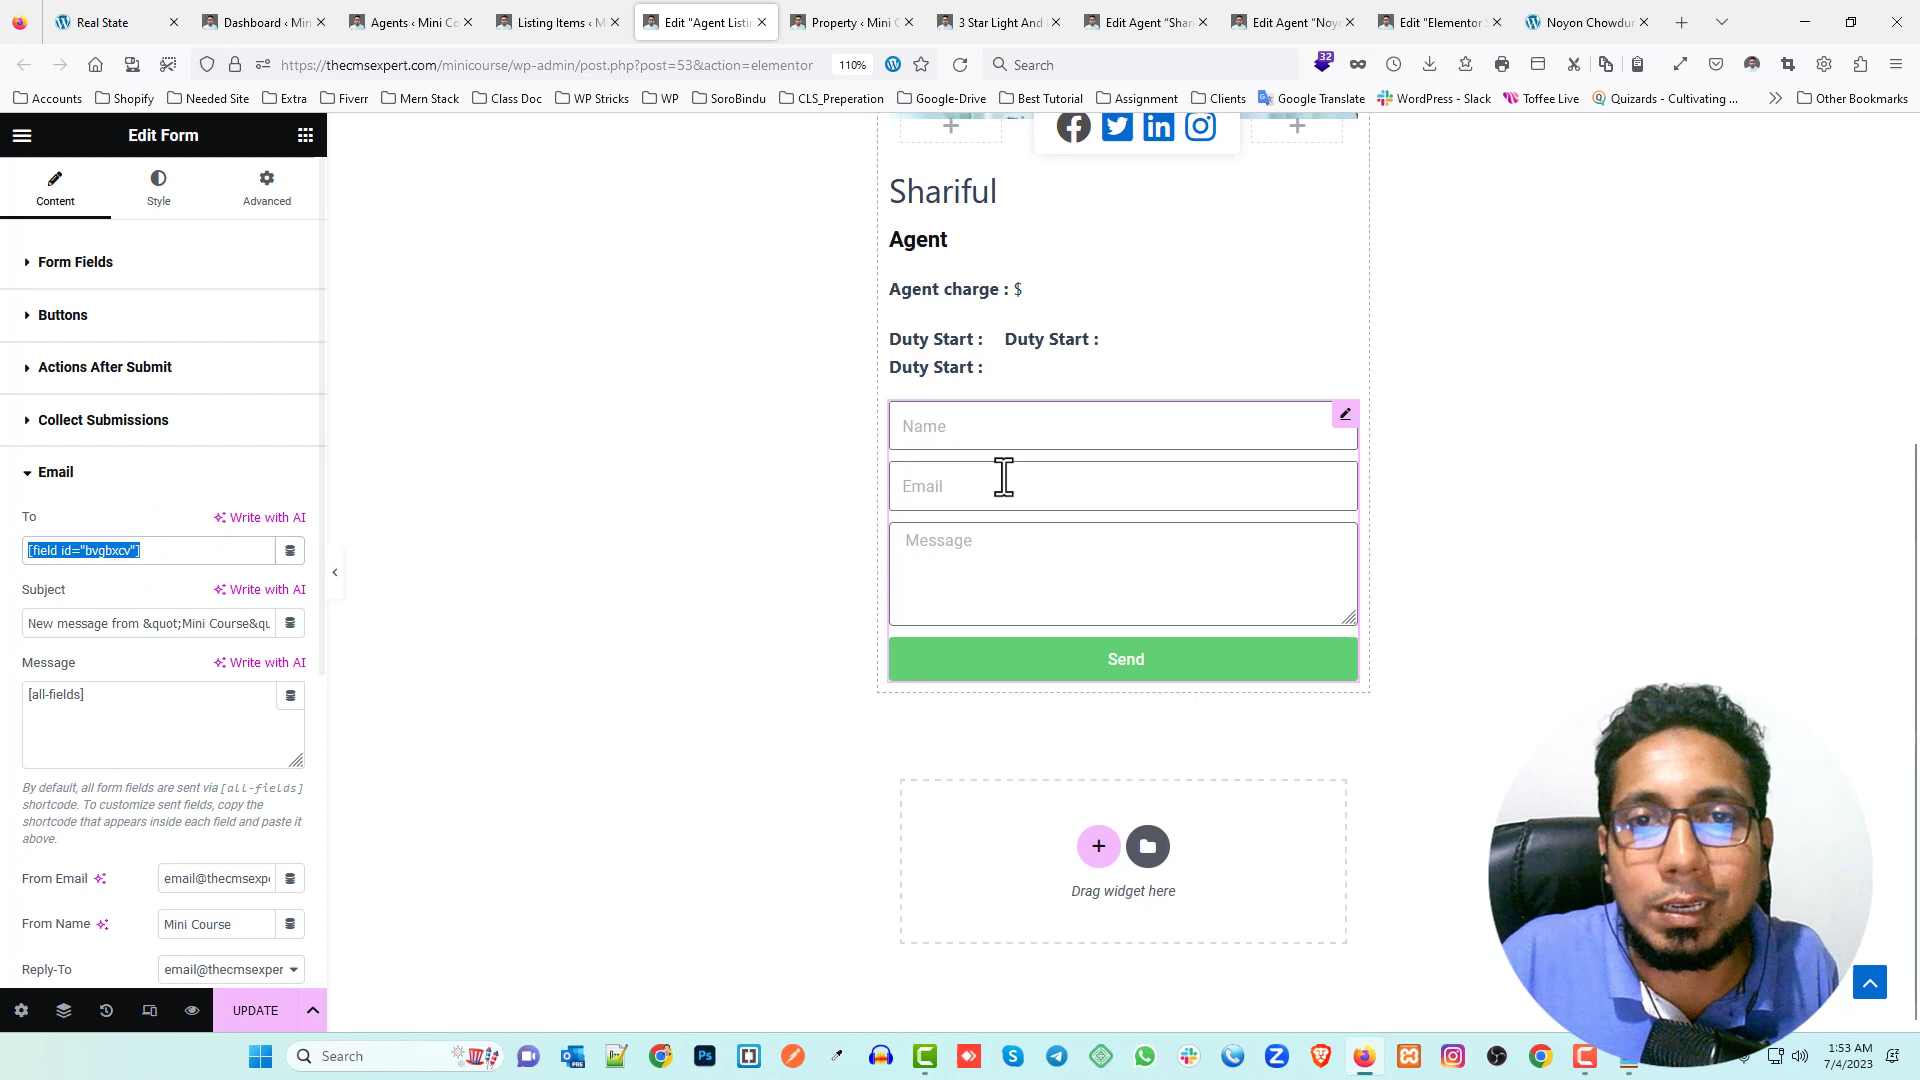 Real State
Dashboard ‹ Min
Agents ‹ Mini Co
Listing Items ‹ M
Edit "Agent Listi
Property ‹ Mini C
3 Star Light And
Edit Agent "Shar
Edit Agent "Noyo
Edit "Elementor
Noyon Chowdur
https://thecmsexpert.com/minicourse/wp-admin/post.php?post=53&action=elementor
110%
Search
32
Accounts
Shopify
Needed Site
Extra
Fiverr
Mern Stack
Class Doc
WP Stricks
WP
SoroBindu
CLS_Preperation
Google-Drive
Best Tutorial
Assignment
Clients
Google Translate
WordPress - Slack
Toffee Live
Quizards - Cultivating ...
Other Bookmarks
Edit Form
Content
Style
Advanced
Form Fields
Buttons
Actions After Submit
Collect Submissions
Email
To
Write with AI
[field id="bvgbxcv"]
Subject
Write with AI
New message from &quot;Mini Course&qu
Message
Write with AI
[all-fields]
By default, all form fields are sent via [all-fields]
shortcode. To customize sent fields, copy the
shortcode that appears inside each field and paste it
above.
From Email
email@thecmsexp
From Name
Mini Course
Reply-To
email@thecmsexper
UPDATE
Shariful
Agent
Agent charge : $
Duty Start : Duty Start :
Duty Start :
Name
Email
Message
Send
Drag widget here
Search
1:53 AM
7/4/2023